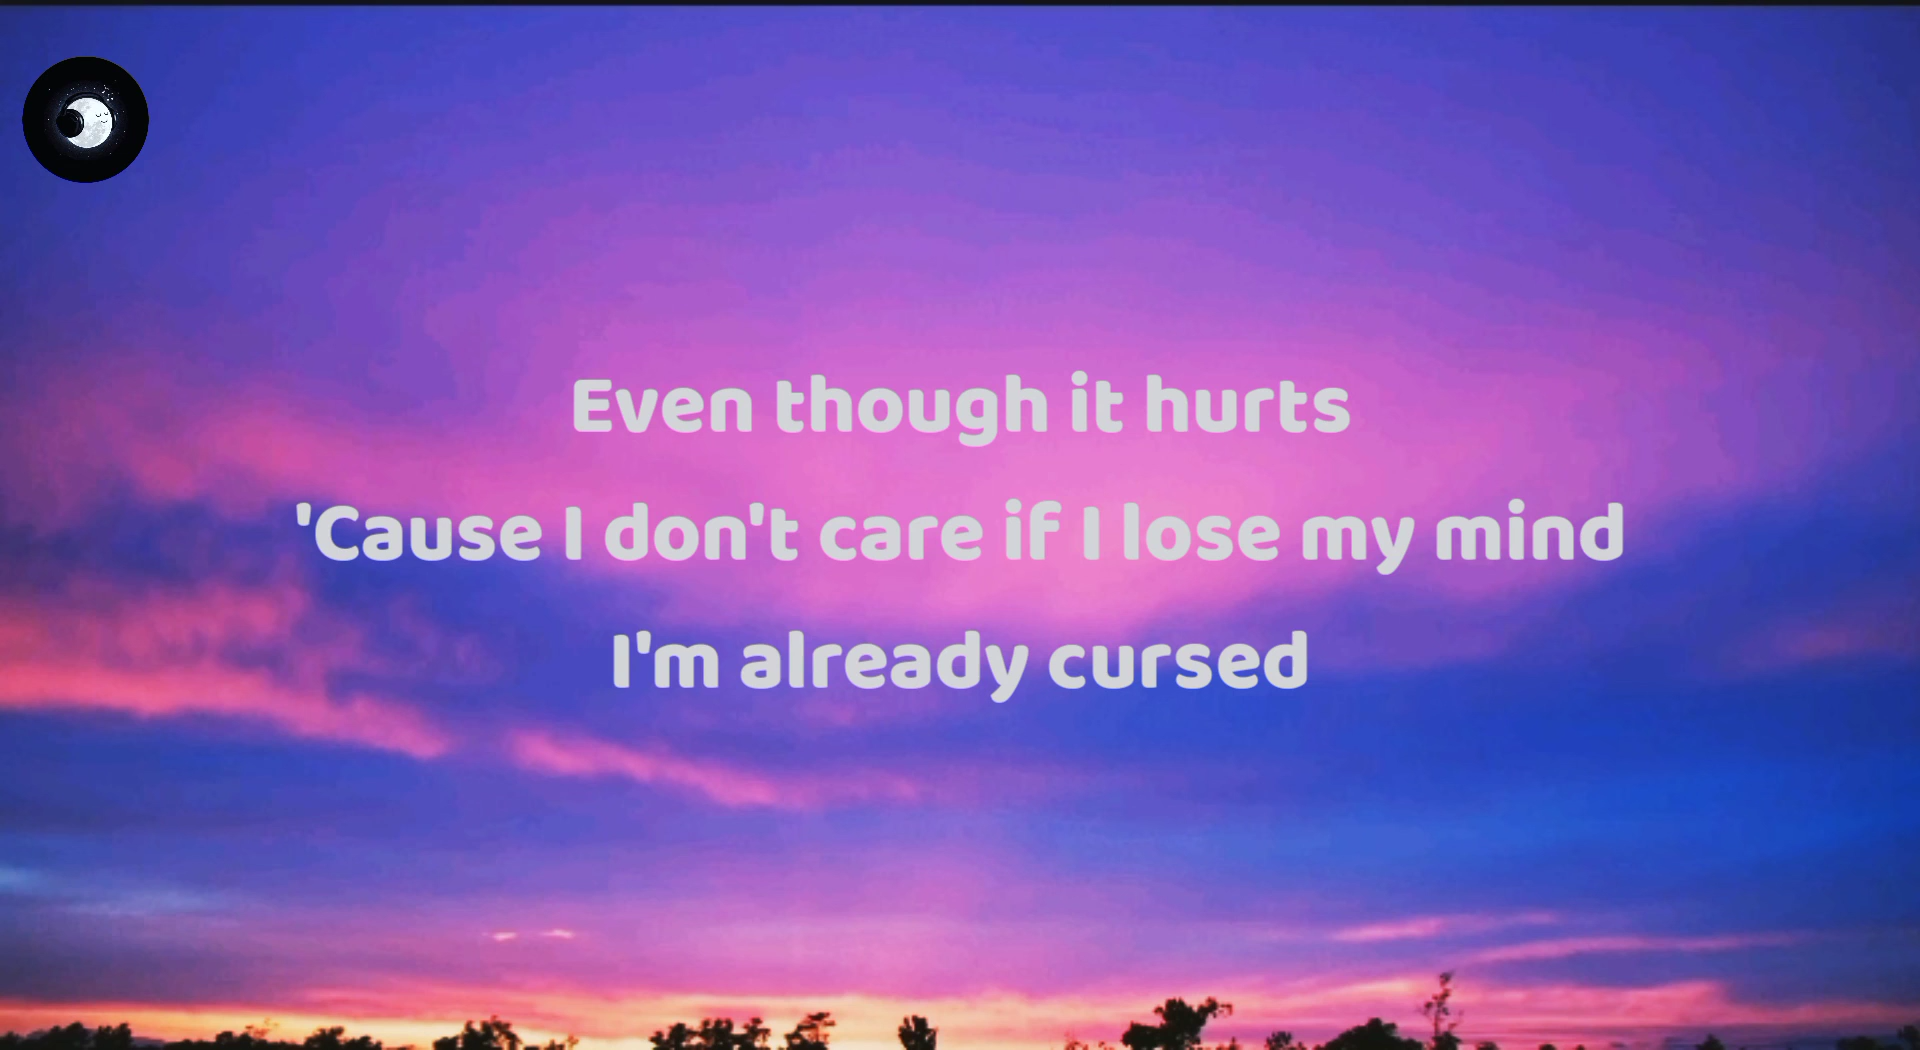 Even though it hurts
'Cause I don't care if I lose my mind
I'm already cursed